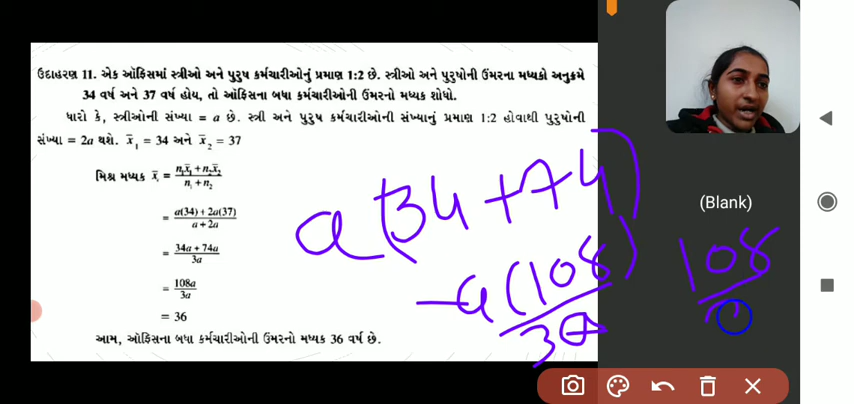 ઉદાહરણ 11. એક ઑફિસમાં સ્ત્રીઓ અને પુરુષ કર્મચારીઓનું પ્રમાણ 1:2 છે. સ્ત્રીઓ અને પુરુષોની ઉંમરના મધ્યકો અનુક્રમે
34 વર્ષ અને 37 વર્ષ હોય, તો ઑફિસના બધા કર્મચારીઓની ઉંમરનો મધ્યક શોધો.
ધારો કે, સ્ત્રીઓની સંખ્યા = a છે. સ્ત્રી અને પુરુષ કર્મચારીઓની સંખ્યાનું પ્રમાણ 1:2 હોવાથી પુરુષોની
સંખ્યા = 2a થશે. x̄₁ = 34 અને x̄₂ = 37
મિશ્ર મધ્યક x̄c = (n₁x̄₁ + n₂x̄₂)/(n₁ + n₂)
= (a(34) + 2a(37))/(a + 2a)
= (34a + 74a)/3a
= 108a/3a
= 36
આમ, ઑફિસના બધા કર્મચારીઓની ઉંમરનો મધ્યક 36 વર્ષ છે.
a(34+74)
a(108)
3a
(Blank)
108